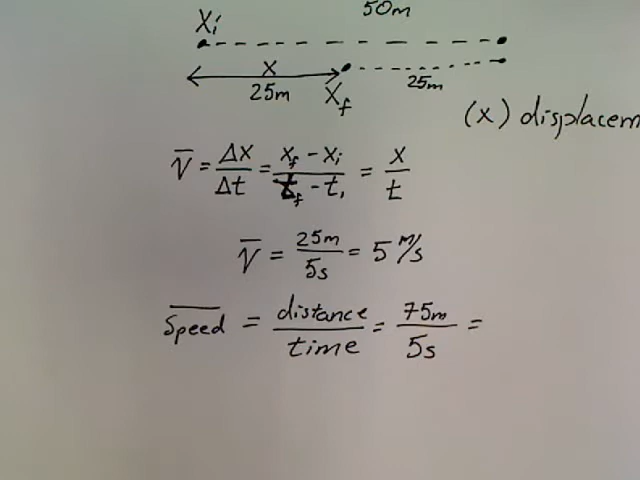 50m
Xi
x
25m
Xf
25m
(x) displacem
V̅ = Δx/Δt = (xf - xi)/(tf - t₁) = x/t
V̅ = 25m/5s = 5 m/s
Speed = distance/time = 75m/5s =